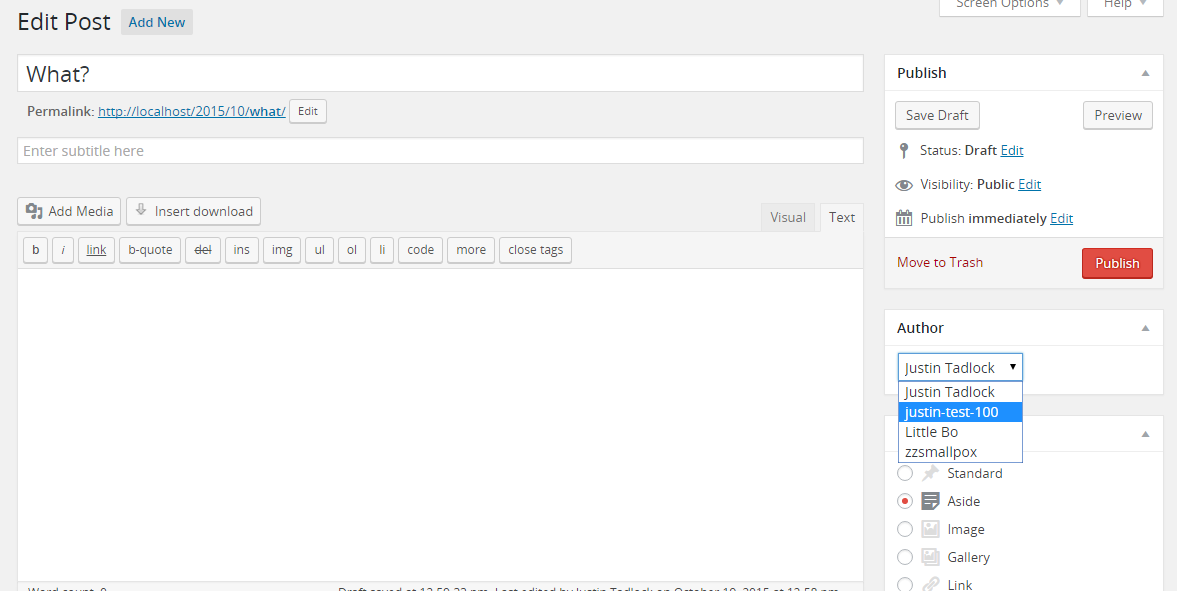 Edit Post Add New
Screen Options Help
What?
Permalink: http://localhost/2015/10/what/ Edit
Enter subtitle here
Add Media Insert download
Visual Text
b i link b-quote del ins img ul ol li code more close tags
Word count: 0
Draft saved at 12:59:22 pm. Last edited by Justin Tadlock on October 19, 2015 at 12:59 pm
Publish
Save Draft Preview
Status: Draft Edit
Visibility: Public Edit
Publish immediately Edit
Move to Trash Publish
Author
Justin Tadlock
Justin Tadlock
justin-test-100
Little Bo
zzsmallpox
Standard
Aside
Image
Gallery
Link